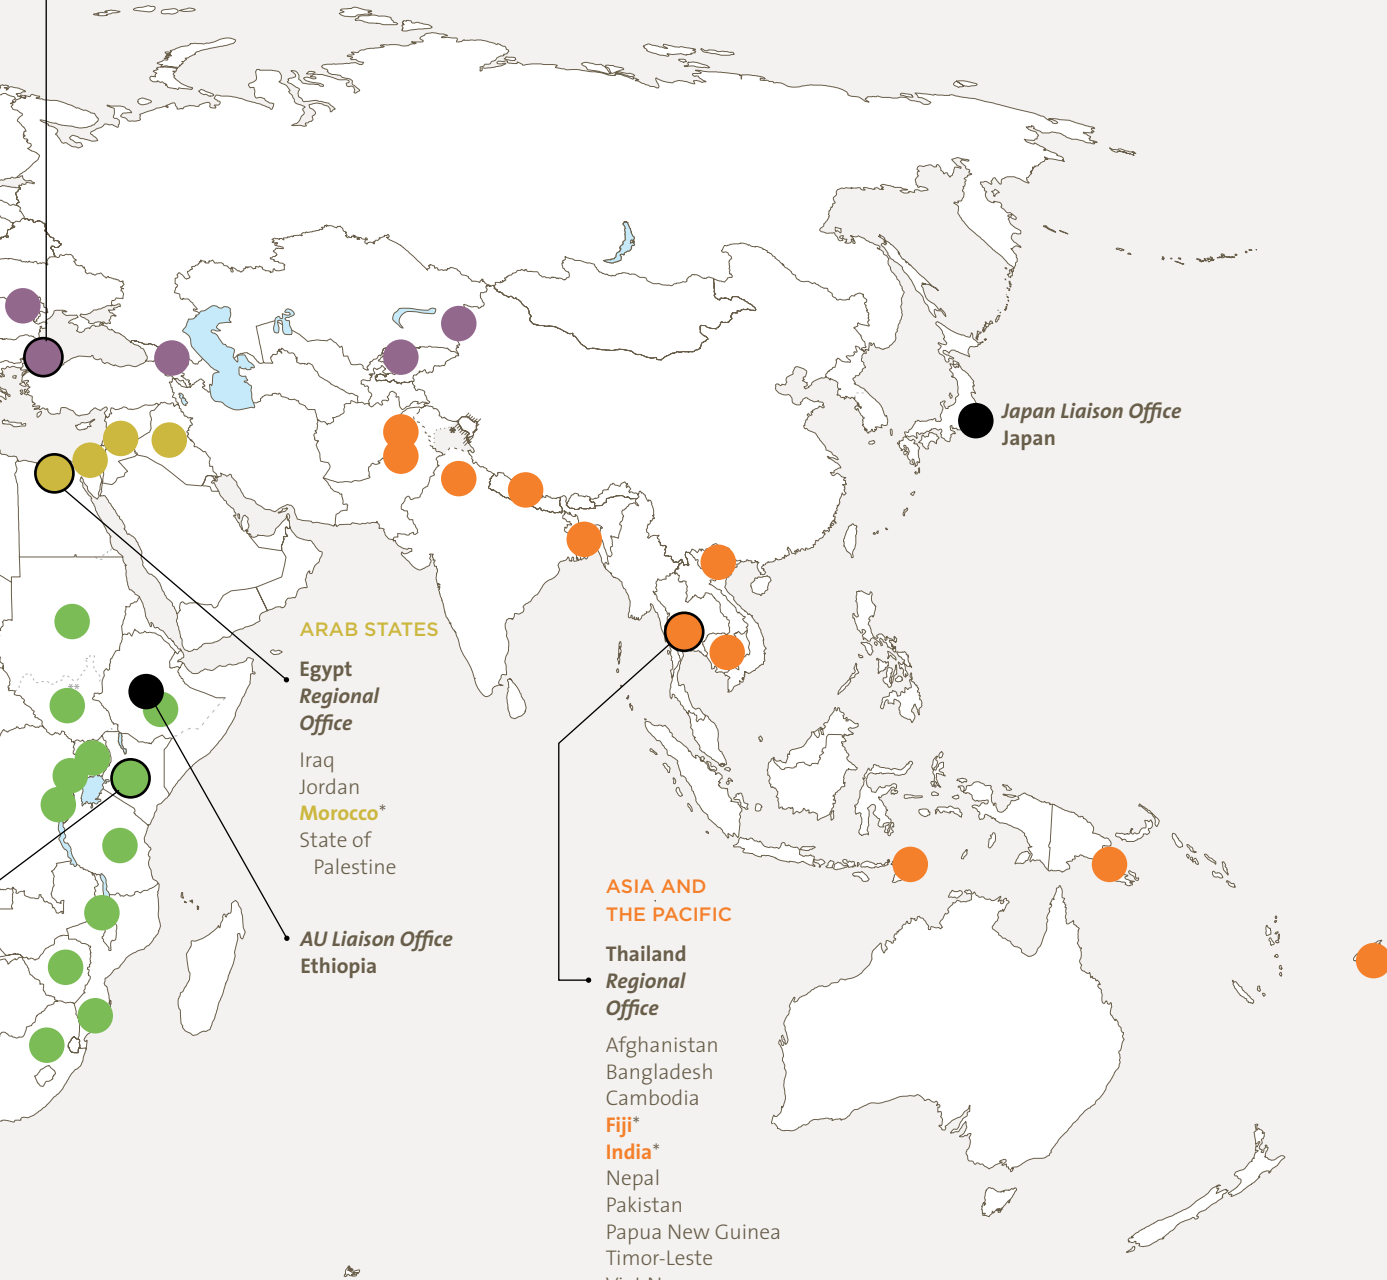 Japan Liaison Office
Japan
ARAB STATES
Egypt
Regional
Office
Iraq
Jordan
Morocco*
State of
Palestine
AU Liaison Office
Ethiopia
ASIA AND
THE PACIFIC
Thailand
Regional
Office
Afghanistan
Bangladesh
Cambodia
Fiji*
India*
Nepal
Pakistan
Papua New Guinea
Timor-Leste
*
**